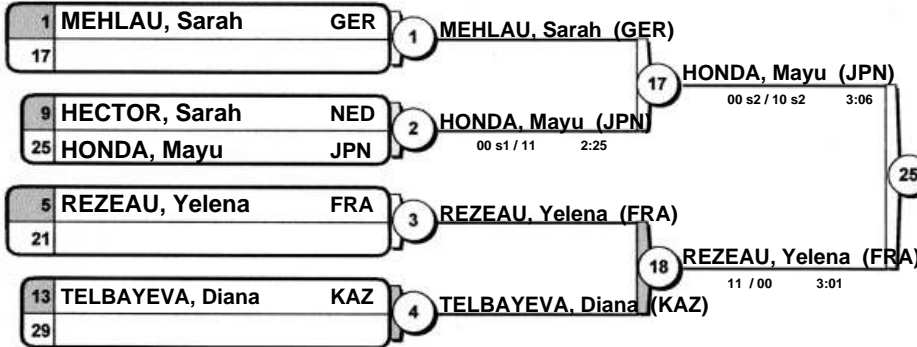 1 MEHLAU, Sarah GER
17
1 MEHLAU, Sarah (GER)
17 HONDA, Mayu (JPN)
00 s2 / 10 s2 3:06
9 HECTOR, Sarah NED
25 HONDA, Mayu JPN
2 HONDA, Mayu (JPN)
00 s1 / 11 2:25
25
5 REZEAU, Yelena FRA
21
3 REZEAU, Yelena (FRA)
18 REZEAU, Yelena (FRA)
11 / 00 3:01
13 TELBAYEVA, Diana KAZ
29
4 TELBAYEVA, Diana (KAZ)